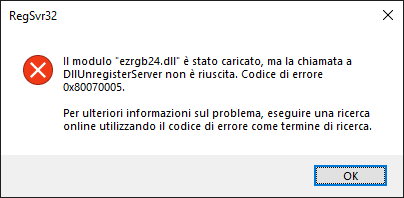 RegSvr32
Il modulo "ezrgb24.dll" è stato caricato, ma la chiamata a
DllUnregisterServer non è riuscita. Codice di errore
0x80070005.
Per ulteriori informazioni sul problema, eseguire una ricerca
online utilizzando il codice di errore come termine di ricerca.
OK